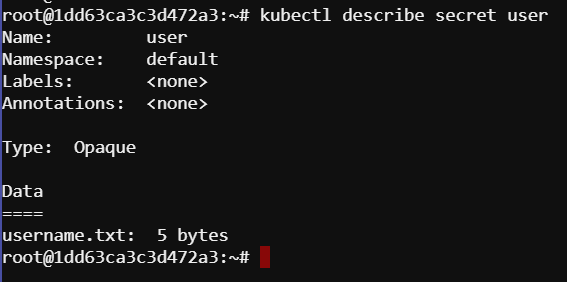 root@1dd63ca3c3d472a3:~# kubectl describe secret user
Name:         user
Namespace:    default
Labels:       <none>
Annotations:  <none>
Type:  Opaque
Data
====
username.txt:  5 bytes
root@1dd63ca3c3d472a3:~#